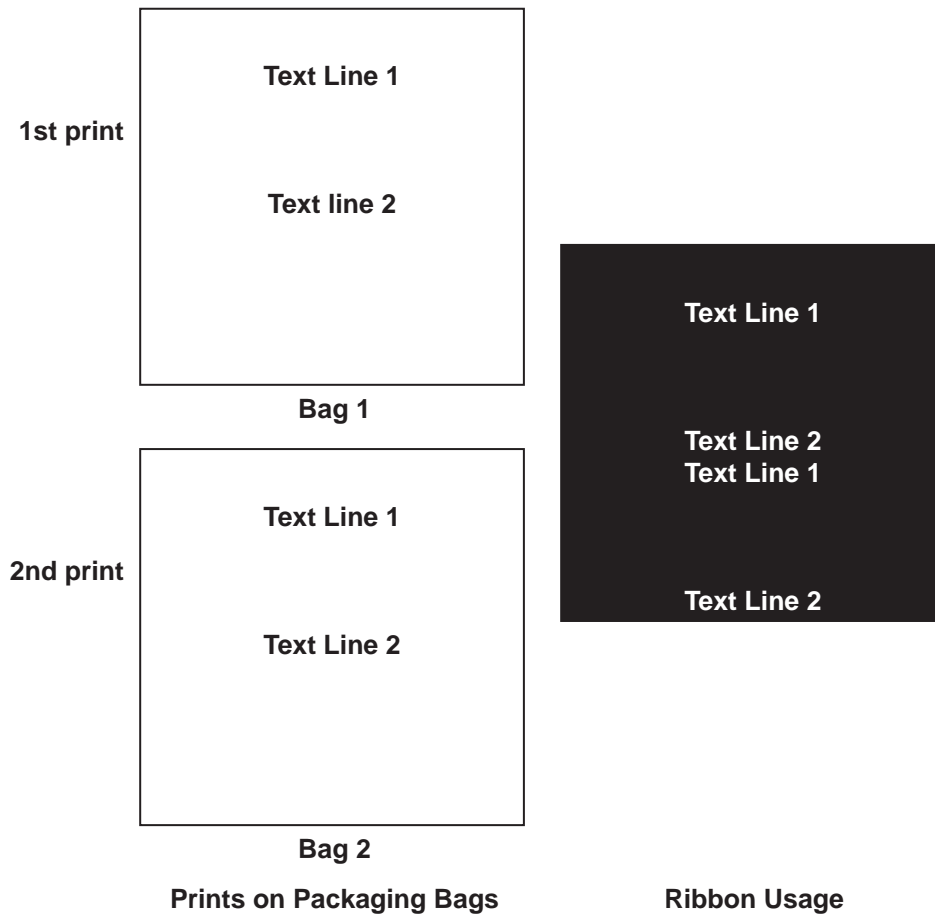 Text Line 1
1st print
Text line 2
Bag 1
Text Line 1
2nd print
Text Line 2
Bag 2
Prints on Packaging Bags
Text Line 1
Text Line 2
Text Line 1
Text Line 2
Ribbon Usage